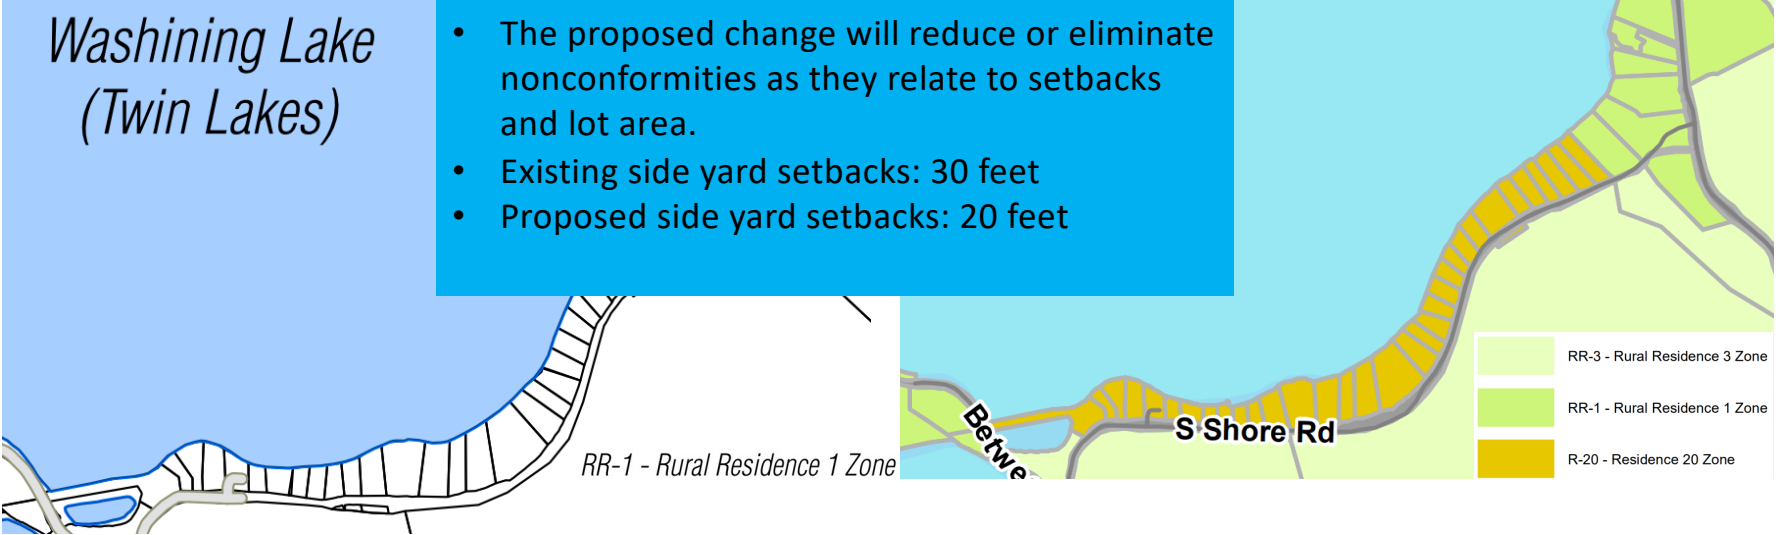 Washining Lake
(Twin Lakes)
• The proposed change will reduce or eliminate
nonconformities as they relate to setbacks
and lot area.
• Existing side yard setbacks: 30 feet
• Proposed side yard setbacks: 20 feet
RR-1 - Rural Residence 1 Zone
S Shore Rd
RR-3 - Rural Residence 3 Zone
RR-1 - Rural Residence 1 Zone
R-20 - Residence 20 Zone